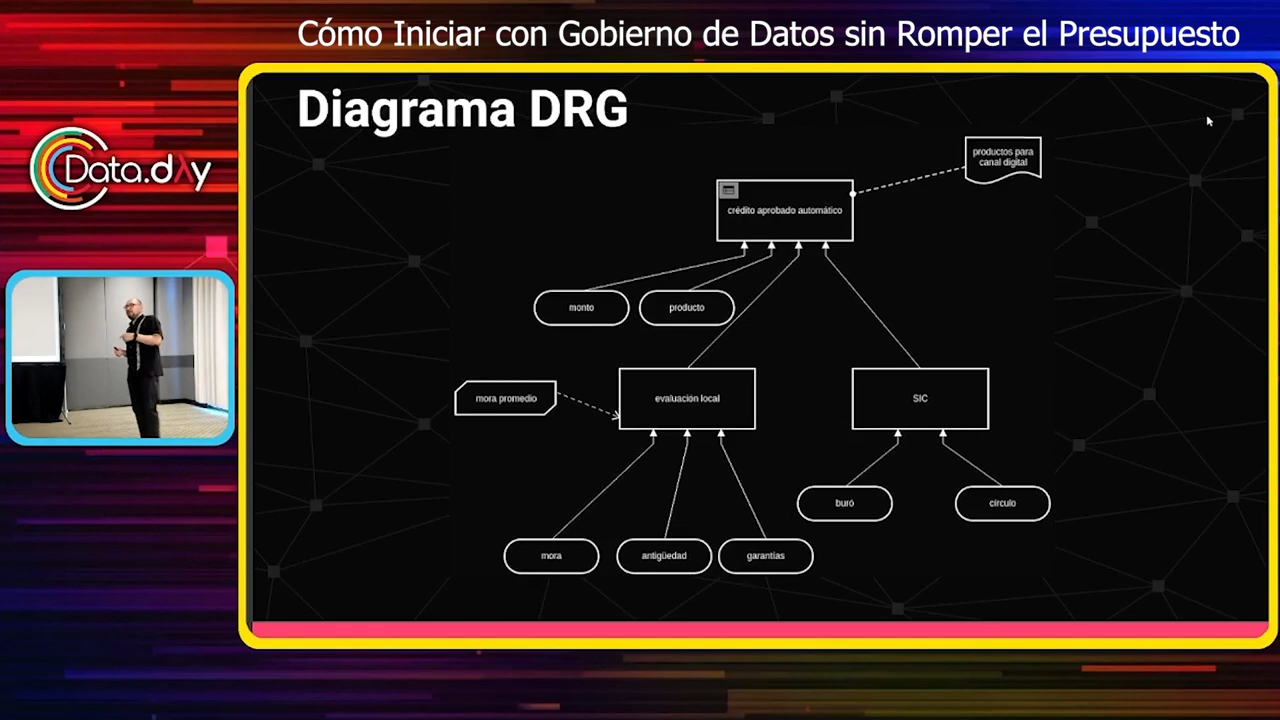 Cómo Iniciar con Gobierno de Datos sin Romper el Presupuesto
Data.dAy
Diagrama DRG
productos para
canal digital
crédito aprobado automático
monto
producto
mora promedio
evaluación local
SIC
buró
círculo
mora
antigüedad
garantías